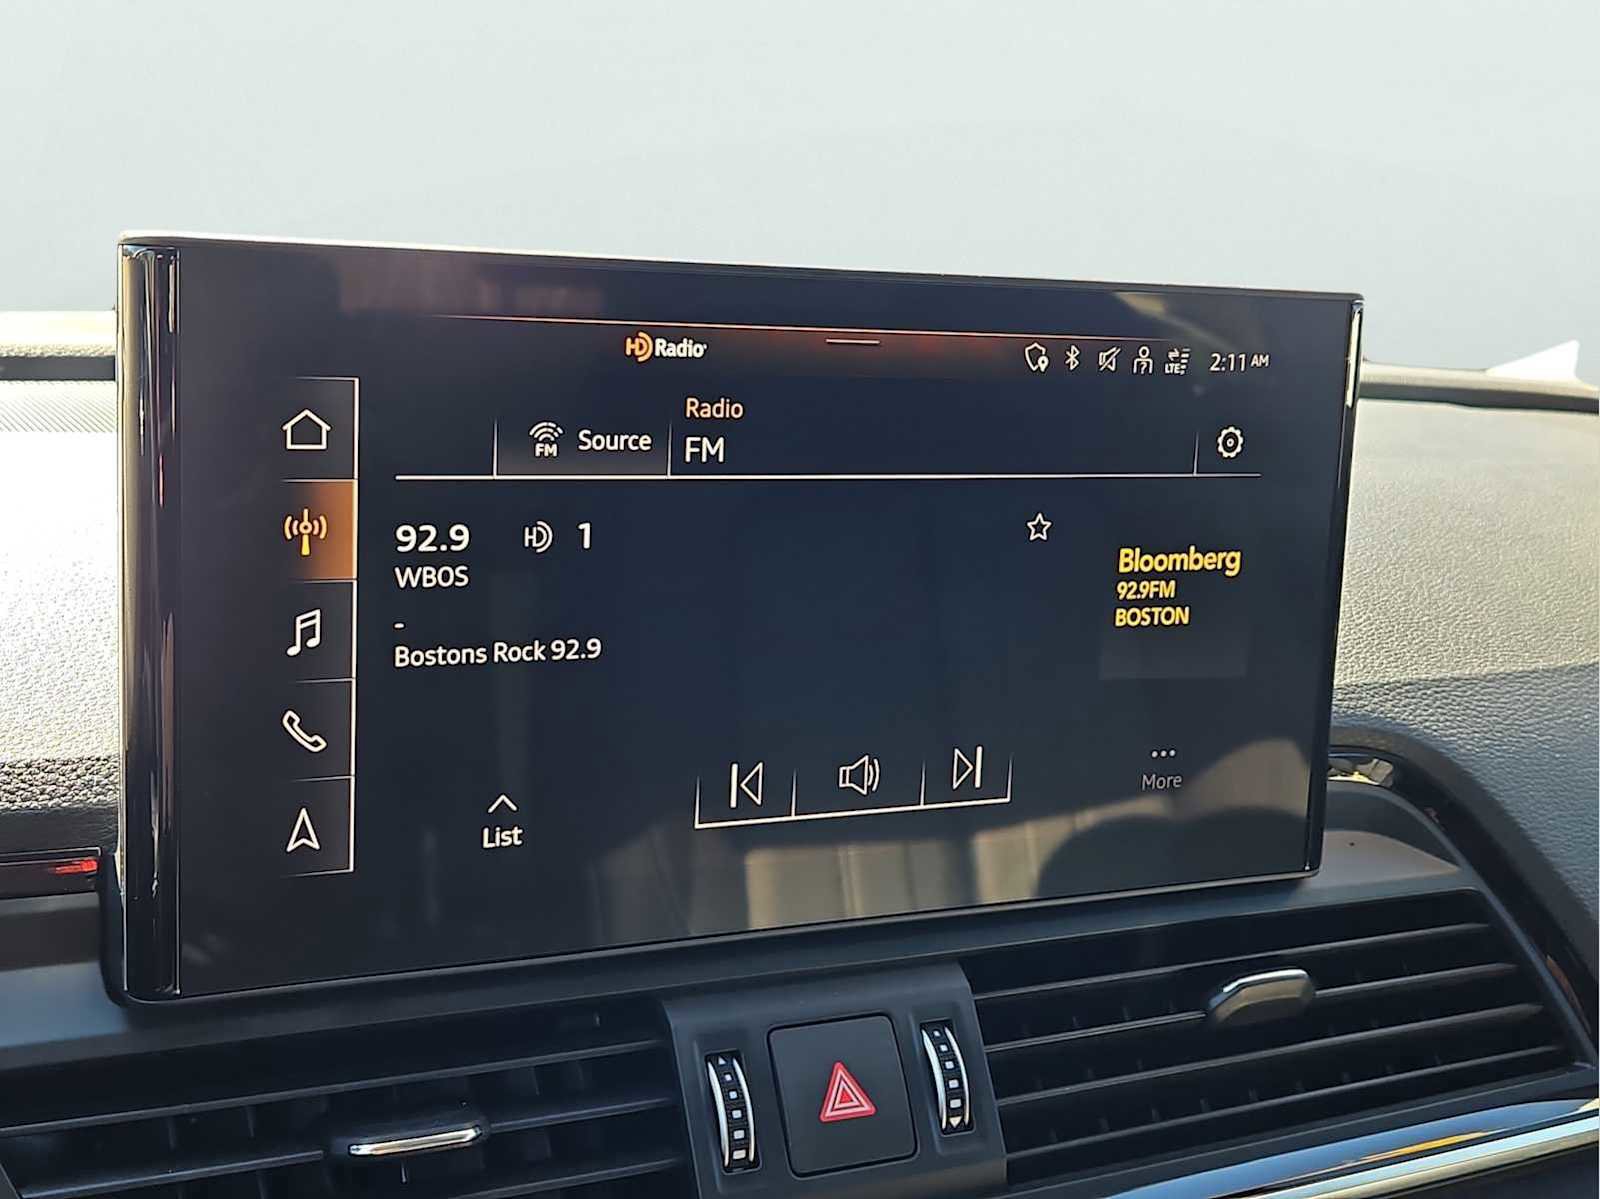 HD Radio
LTE 2:11 AM
FM Source
Radio
FM
92.9 HD 1
WBOS
-
Bostons Rock 92.9
Bloomberg
92.9FM
BOSTON
List
More